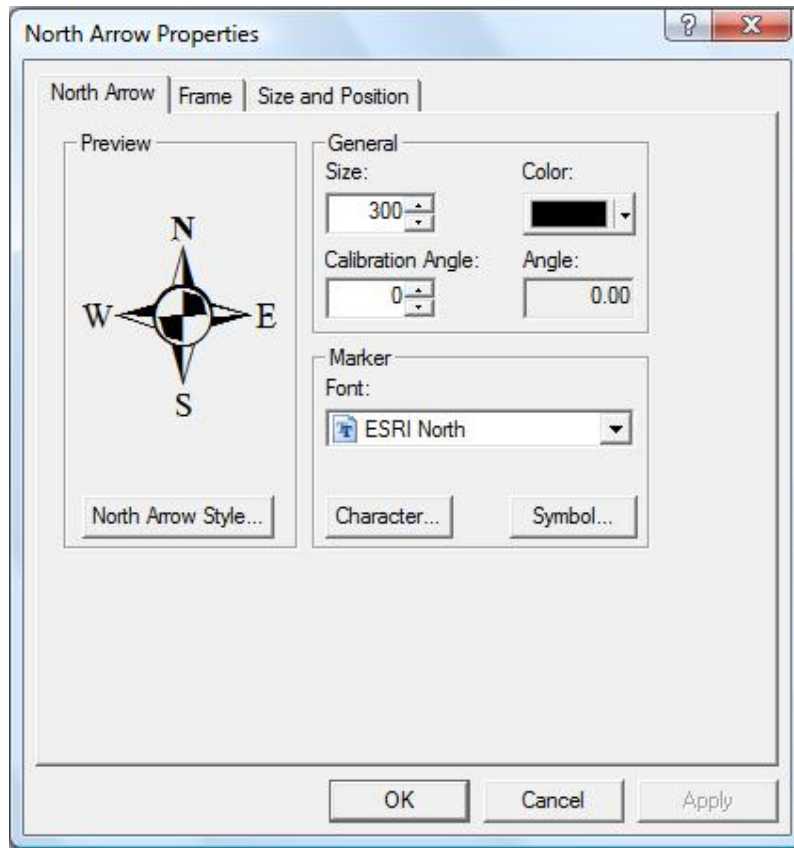 North Arrow Properties
North Arrow Frame Size and Position
Preview
N
W E
S
North Arrow Style...
General
Size: Color:
300
Calibration Angle: Angle:
0 0.00
Marker
Font:
ESRI North
Character... Symbol...
OK Cancel Apply